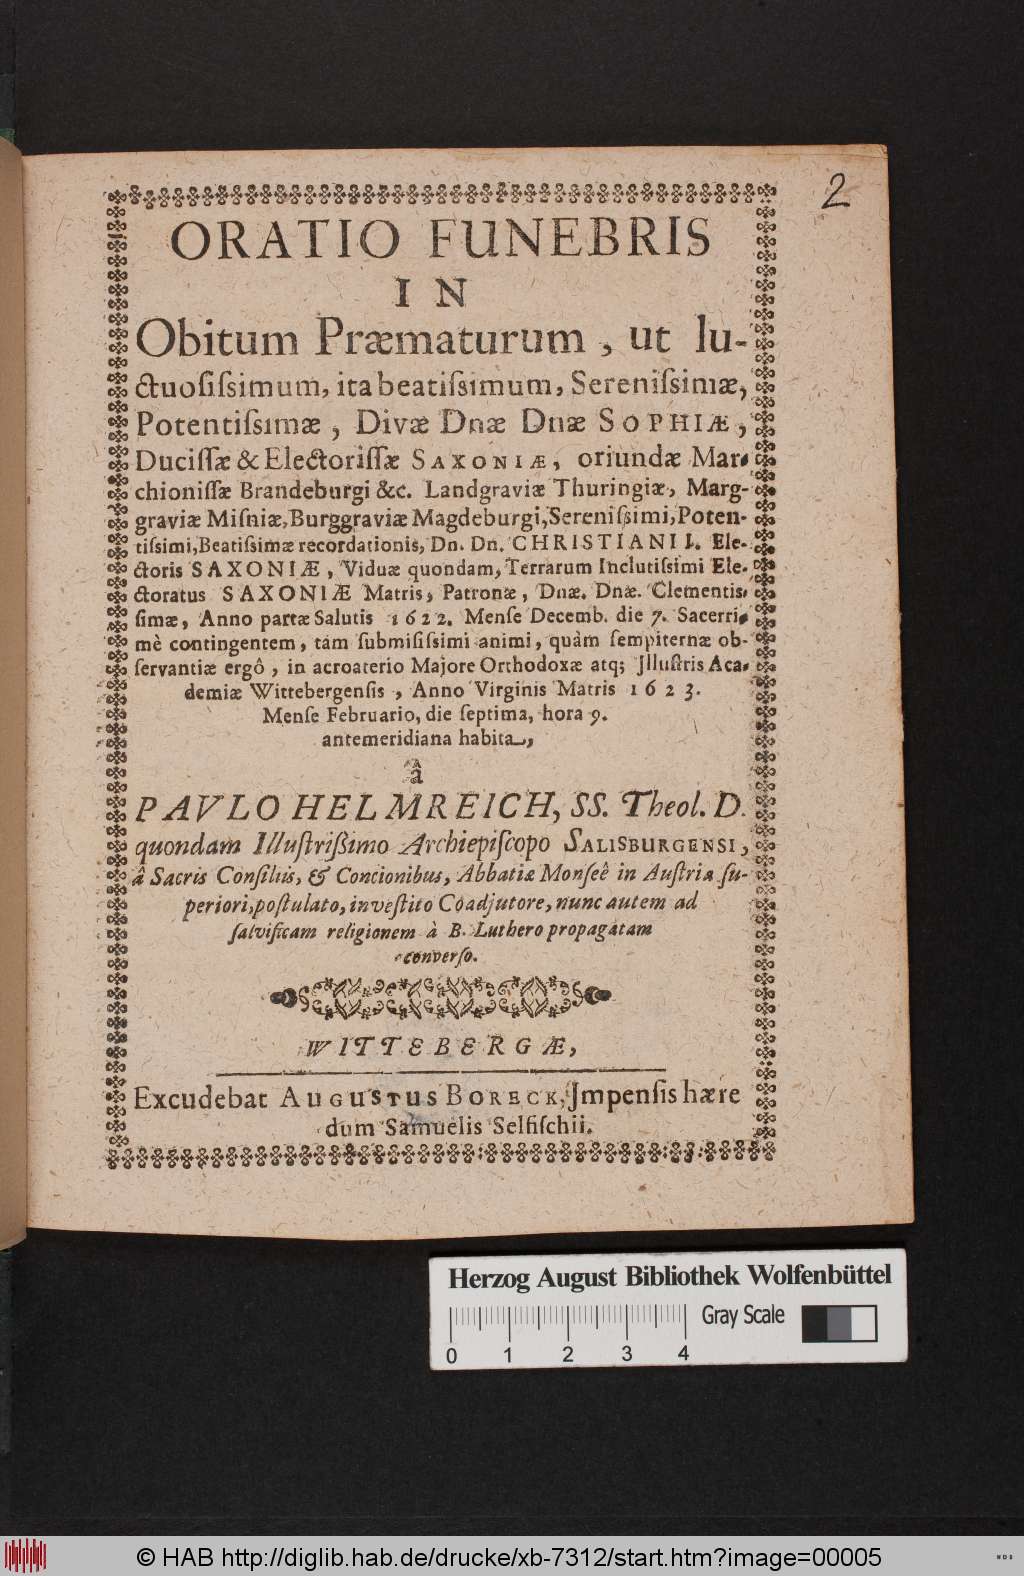 2
ORATIO FUNEBRIS
IN
Obitum Præmaturum, ut lu-
ctuoſiſsimum, ita beatiſsimum, Sereniſsimæ,
Potentiſsimæ, Divæ Dnæ Dnæ SOPHIÆ,
Duciſſæ & Electoriſſæ SAXONIÆ, oriundæ Mar-
chioniſſæ Brandeburgi &c. Landgraviæ Thuringiæ, Marg-
graviæ Miſniæ, Burggraviæ Magdeburgi, Sereniſsimi, Poten-
tiſsimi, Beatiſsimæ recordationis, Dn. Dn. CHRISTIANI I. Ele-
ctoris SAXONIÆ, Viduæ quondam, Terrarum Inclutiſsimi Ele-
ctoratus SAXONIÆ Matris, Patronæ, Dnæ. Dnæ. Clementiſ-
ſimæ, Anno partæ Salutis 1622. Menſe Decemb. die 7. Sacerri-
mè contingentem, tam ſubmiſiſsimi animi, quàm ſempiternæ ob-
ſervantiæ ergô, in acroaterio Majore Orthodoxæ atq; Jlluſtris Aca-
demiæ Wittebergenſis, Anno Virginis Matris 1623.
Menſe Februario, die ſeptima, hora 9.
antemeridiana habita,
â
PAVLO HELMREICH, SS. Theol. D.
quondam Illuſtrißimo Archiepiſcopo SALISBURGENSI,
â Sacris Conſiliis, & Concionibus, Abbatiæ Monſeê in Auſtria ſu-
periori, poſtulato, inveſtito Coadjutore, nunc autem ad
ſalvificam religionem à B. Luthero propagatam
converſo.
WITTEBERGÆ,
Excudebat AUGUSTUS BORECK, Jmpenſis hære
dum Samuelis Selfiſchii.
Herzog August Bibliothek Wolfenbüttel
Gray Scale
0 1 2 3 4
© HAB http://diglib.hab.de/drucke/xb-7312/start.htm?image=00005